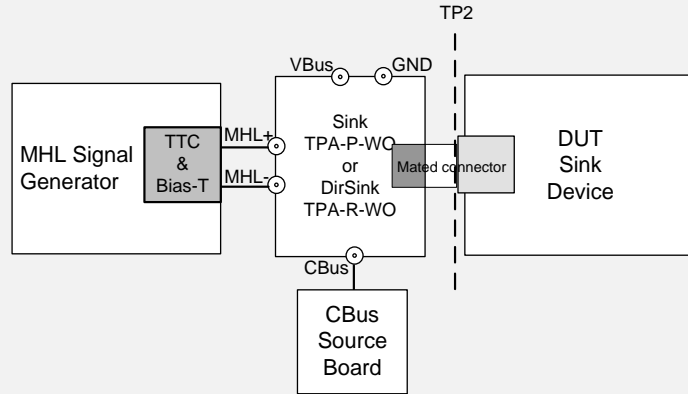 TP2
VBus
GND
MHL Signal
Generator
TTC
&
Bias-T
MHL+
MHL-
Sink
TPA-P-WO
or
DirSink
TPA-R-WO
Mated connector
DUT
Sink
Device
CBus
CBus
Source
Board